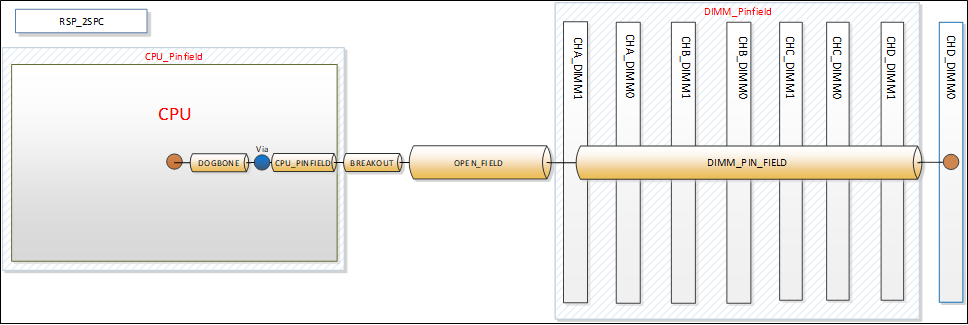 RSP_2SPC
DIMM_Pinfield
CPU_Pinfield
CPU
Via
DOGBONE
CPU_PINFIELD
BREAKOUT
OPEN_FIELD
DIMM_PIN_FIELD
CHA_DIMM1
CHA_DIMM0
CHB_DIMM1
CHB_DIMM0
CHC_DIMM1
CHC_DIMM0
CHD_DIMM1
CHD_DIMM0